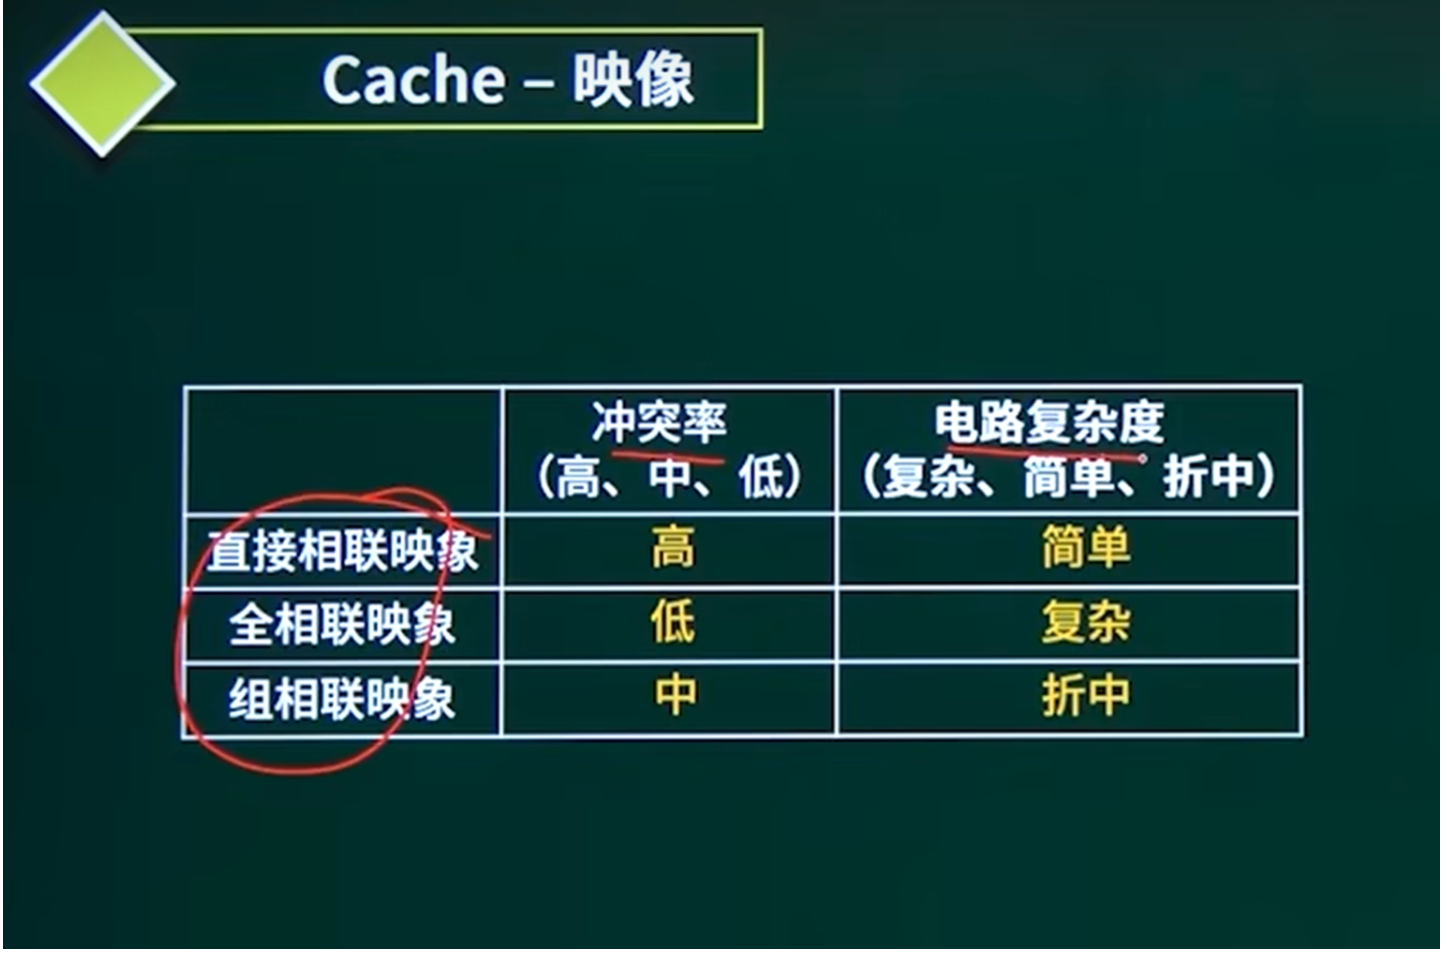 Cache – 映像
冲突率
（高、中、低）
电路复杂度
（复杂、简单、折中）
直接相联映象
高
简单
全相联映象
低
复杂
组相联映象
中
折中